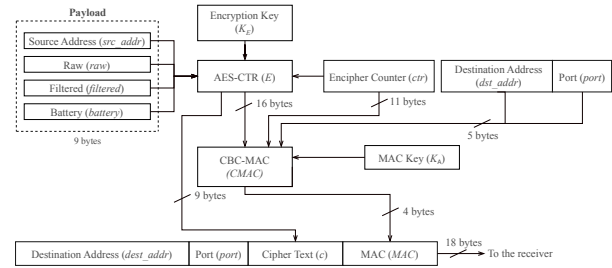 Payload
Encryption Key
(K_E)
Source Address (src_addr)
Raw (raw)
Filtered (filtered)
Battery (battery)
9 bytes
AES-CTR (E)
Encipher Counter (ctr)
Destination Address
(dst_addr)
Port (port)
16 bytes
11 bytes
5 bytes
CBC-MAC
(CMAC)
MAC Key (K_A)
9 bytes
4 bytes
18 bytes
Destination Address (dest_addr)
Port (port)
Cipher Text (c)
MAC (MAC)
To the receiver